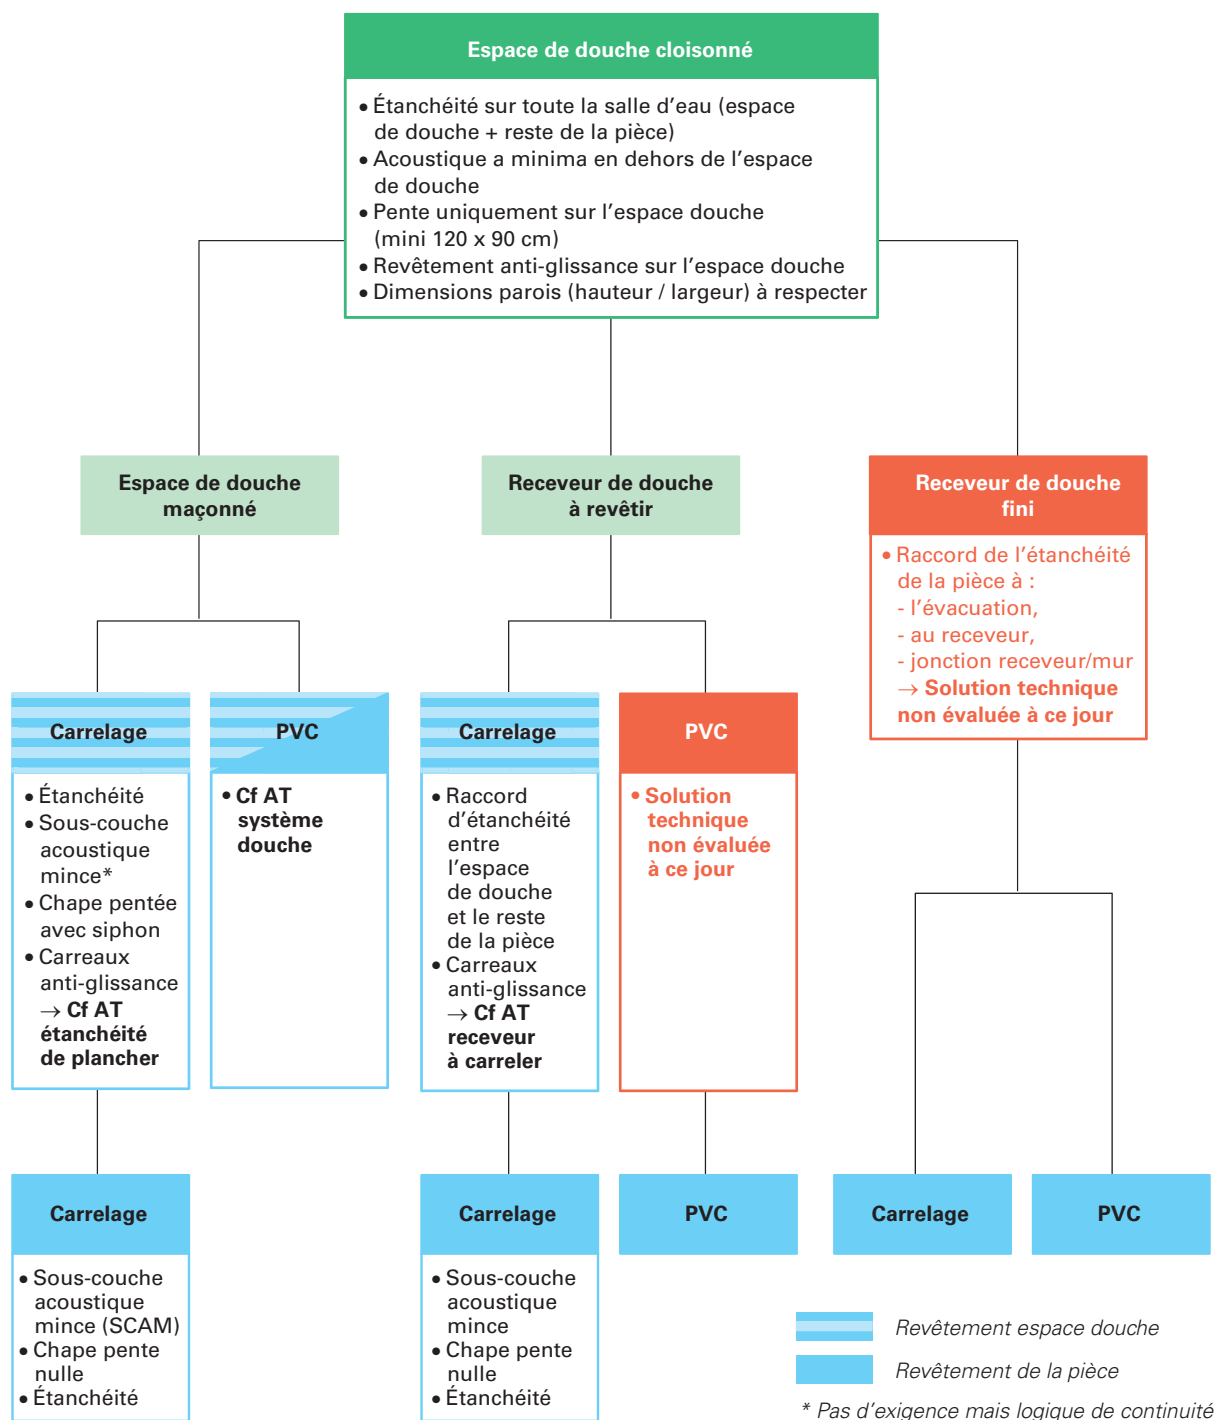 Espace de douche cloisonné
• Étanchéité sur toute la salle d'eau (espace
de douche + reste de la pièce)
• Acoustique a minima en dehors de l'espace
de douche
• Pente uniquement sur l'espace douche
(mini 120 x 90 cm)
• Revêtement anti-glissance sur l'espace douche
• Dimensions parois (hauteur / largeur) à respecter
Espace de douche
maçonné
Receveur de douche
à revêtir
Receveur de douche
fini
• Raccord de l'étanchéité
de la pièce à :
- l'évacuation,
- au receveur,
- jonction receveur/mur
→ Solution technique
non évaluée à ce jour
Carrelage
• Étanchéité
• Sous-couche
acoustique
mince*
• Chape pentée
avec siphon
• Carreaux
anti-glissance
→ Cf AT
étanchéité
de plancher
PVC
• Cf AT
système
douche
Carrelage
• Raccord
d'étanchéité
entre
l'espace
de douche
et le reste
de la pièce
• Carreaux
anti-glissance
→ Cf AT
receveur
à carreler
PVC
• Solution
technique
non évaluée
à ce jour
Carrelage
• Sous-couche
acoustique
mince (SCAM)
• Chape pente
nulle
• Étanchéité
Carrelage
• Sous-couche
acoustique
mince
• Chape pente
nulle
• Étanchéité
PVC
Carrelage
PVC
Revêtement espace douche
Revêtement de la pièce
* Pas d'exigence mais logique de continuité